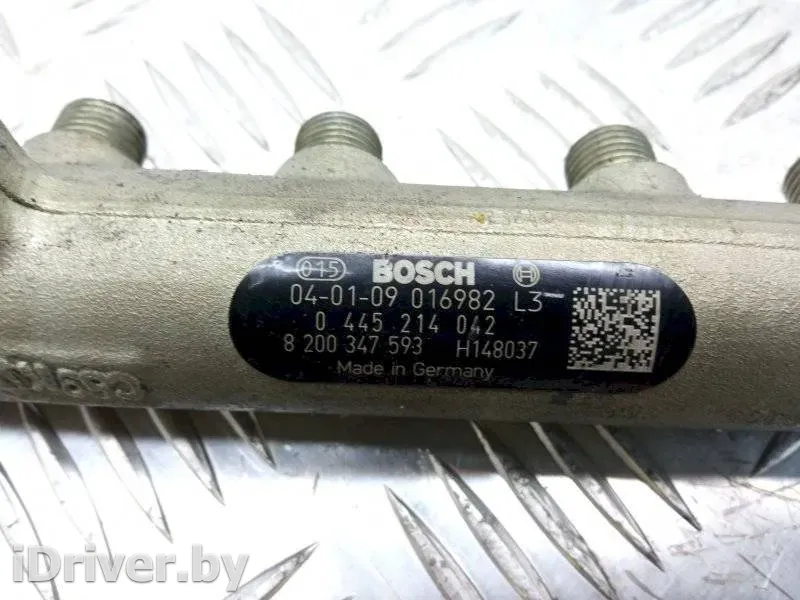 015 BOSCH
04-01-09 016982 L3
0 445 214 042
8 200 347 593 H148037
Made in Germany
iDriver.by